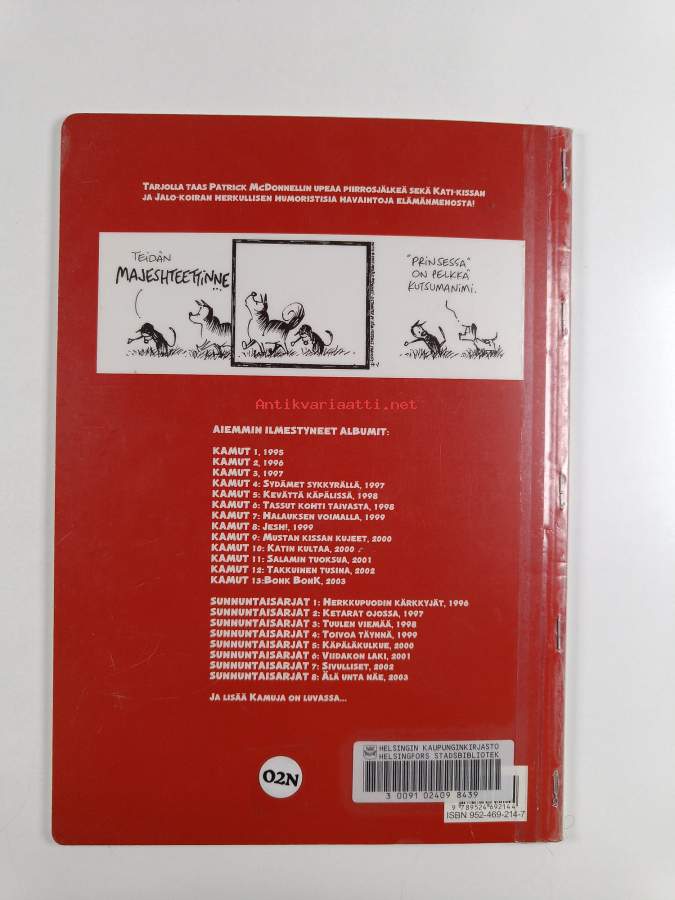 Tarjolla taas Patrick McDonnellin upeaa piirrosjälkeä sekä Kati-kissan
ja Jalo-koiran herkullisen humoristisia havaintoja elämänmenosta!
TEIDÄN
MAJESHTEETTINNE...
"PRINSESSA"
ON PELKKÄ
KUTSUMANIMI.
Antikvariaatti.net
Aiemmin ilmestyneet albumit:
KAMUT 1, 1995
KAMUT 2, 1996
KAMUT 3, 1997
KAMUT 4: Sydämet sykkyrällä, 1997
KAMUT 5: Kevättä käpälissä, 1998
KAMUT 6: Tassut kohti taivasta, 1998
KAMUT 7: Halauksen voimalla, 1999
KAMUT 8: Jesh!, 1999
KAMUT 9: Mustan kissan kujeet, 2000
KAMUT 10: Katin kultaa, 2000
KAMUT 11: Salamin tuoksua, 2001
KAMUT 12: Takkuinen tusina, 2002
KAMUT 13:Bonk Bonk, 2003
SUNNUNTAISARJAT 1: Herkkupuodin kärkkyjät, 1996
SUNNUNTAISARJAT 2: Ketarat ojossa, 1997
SUNNUNTAISARJAT 3: Tuulen viemää, 1998
SUNNUNTAISARJAT 4: Toivoa täynnä, 1999
SUNNUNTAISARJAT 5: Käpäläkulkue, 2000
SUNNUNTAISARJAT 6: Viidakon laki, 2001
SUNNUNTAISARJAT 7: Sivulliset, 2002
SUNNUNTAISARJAT 8: Älä unta näe, 2003
Ja lisää Kamuja on luvassa...
HELSINGIN KAUPUNGINKIRJASTO
HELSINGFORS STADSBIBLIOTEK
3 0091 02409 8439
O2N
9 789524 692144
ISBN 952-469-214-7